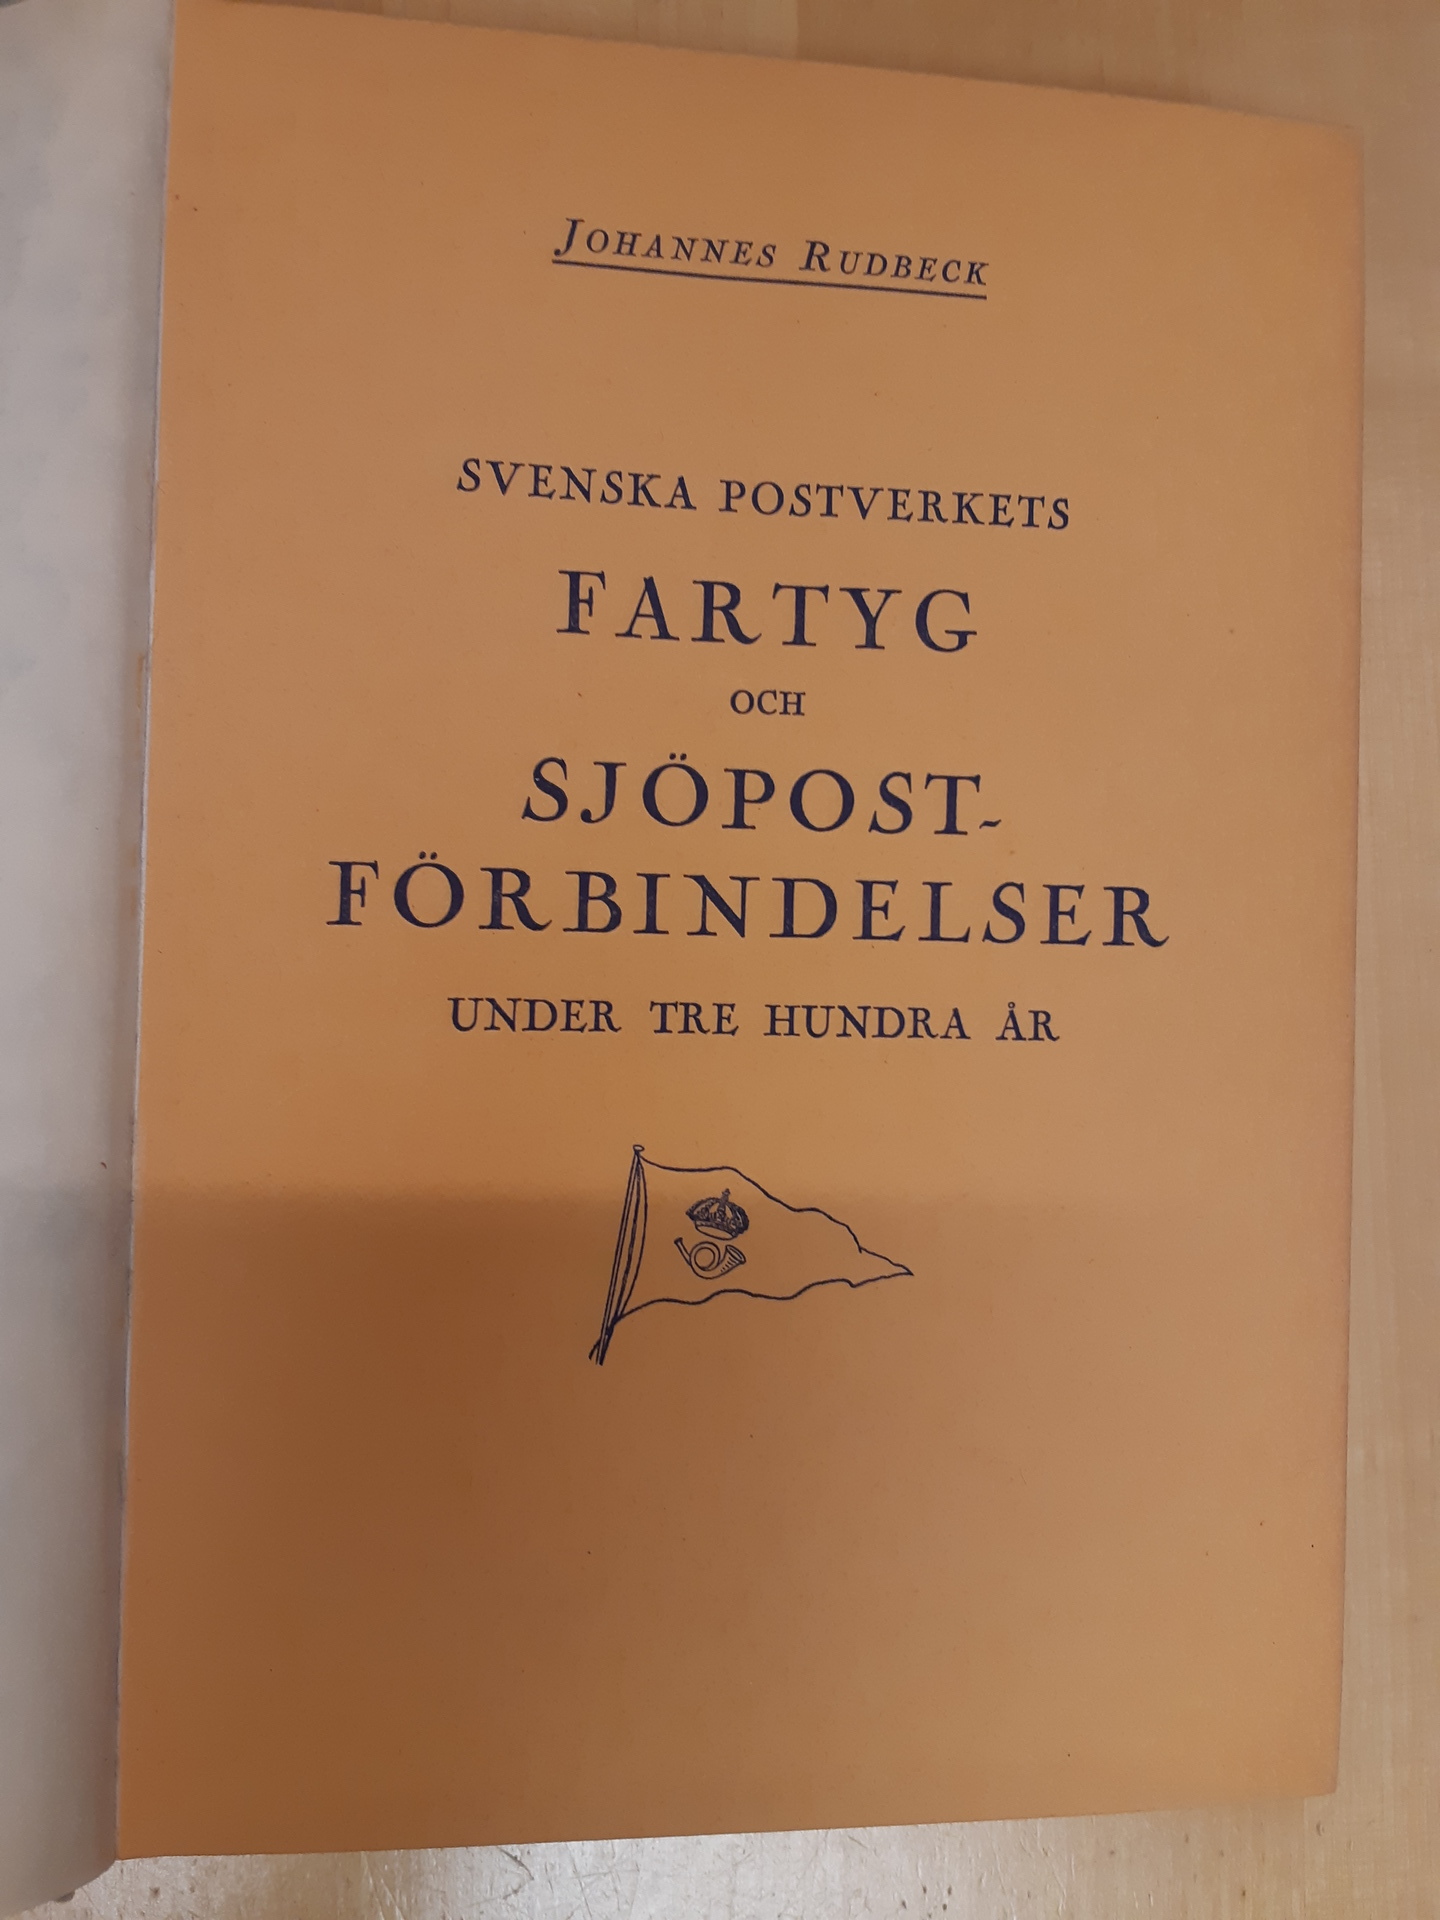 JOHANNES RUDBECK
SVENSKA POSTVERKETS
FARTYG
OCH
SJÖPOST-
FÖRBINDELSER
UNDER TRE HUNDRA ÅR